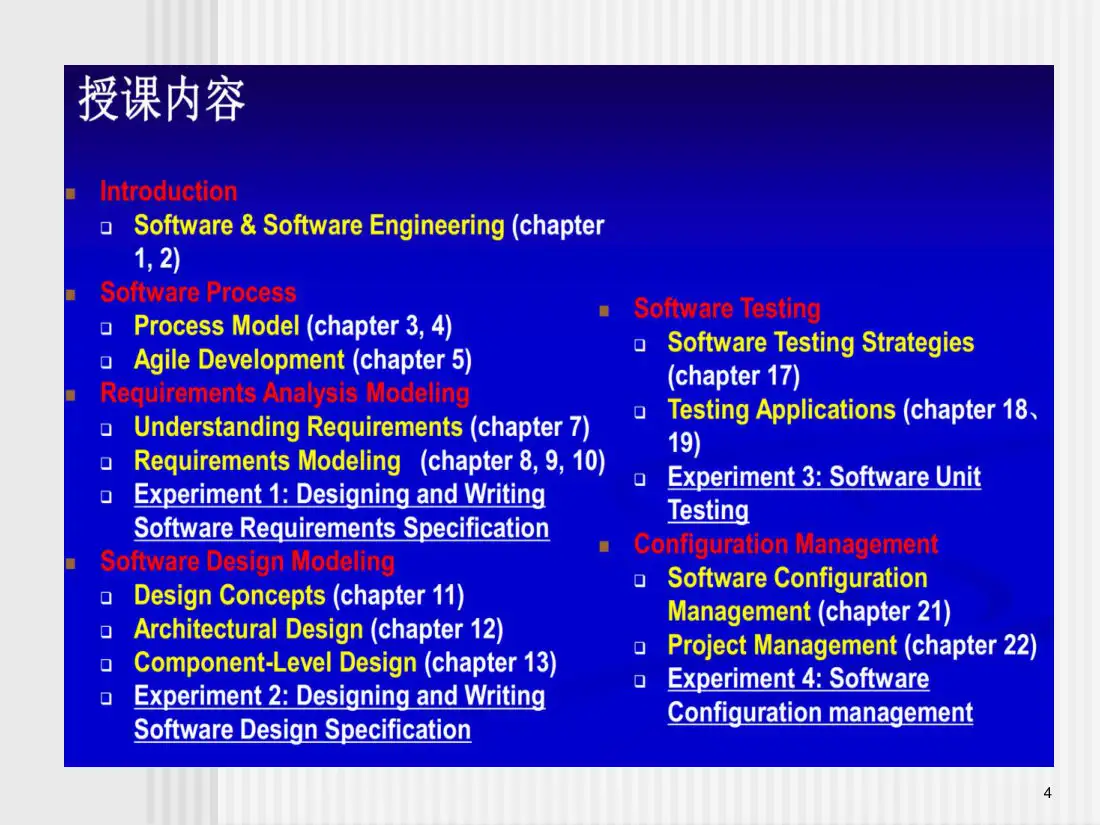 授课内容
Introduction
Software & Software Engineering (chapter
1, 2)
Software Process
Process Model (chapter 3, 4)
Agile Development (chapter 5)
Requirements Analysis Modeling
Understanding Requirements (chapter 7)
Requirements Modeling (chapter 8, 9, 10)
Experiment 1: Designing and Writing
Software Requirements Specification
Software Design Modeling
Design Concepts (chapter 11)
Architectural Design (chapter 12)
Component-Level Design (chapter 13)
Experiment 2: Designing and Writing
Software Design Specification
Software Testing
Software Testing Strategies
(chapter 17)
Testing Applications (chapter 18、
19)
Experiment 3: Software Unit
Testing
Configuration Management
Software Configuration
Management (chapter 21)
Project Management (chapter 22)
Experiment 4: Software
Configuration management
4